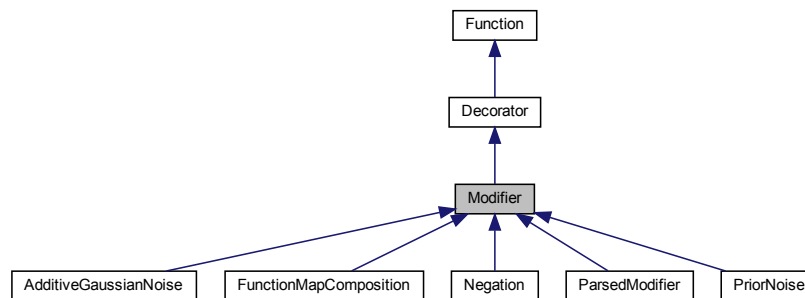 Function
Decorator
Modifier
AdditiveGaussianNoise FunctionMapComposition Negation ParsedModifier PriorNoise